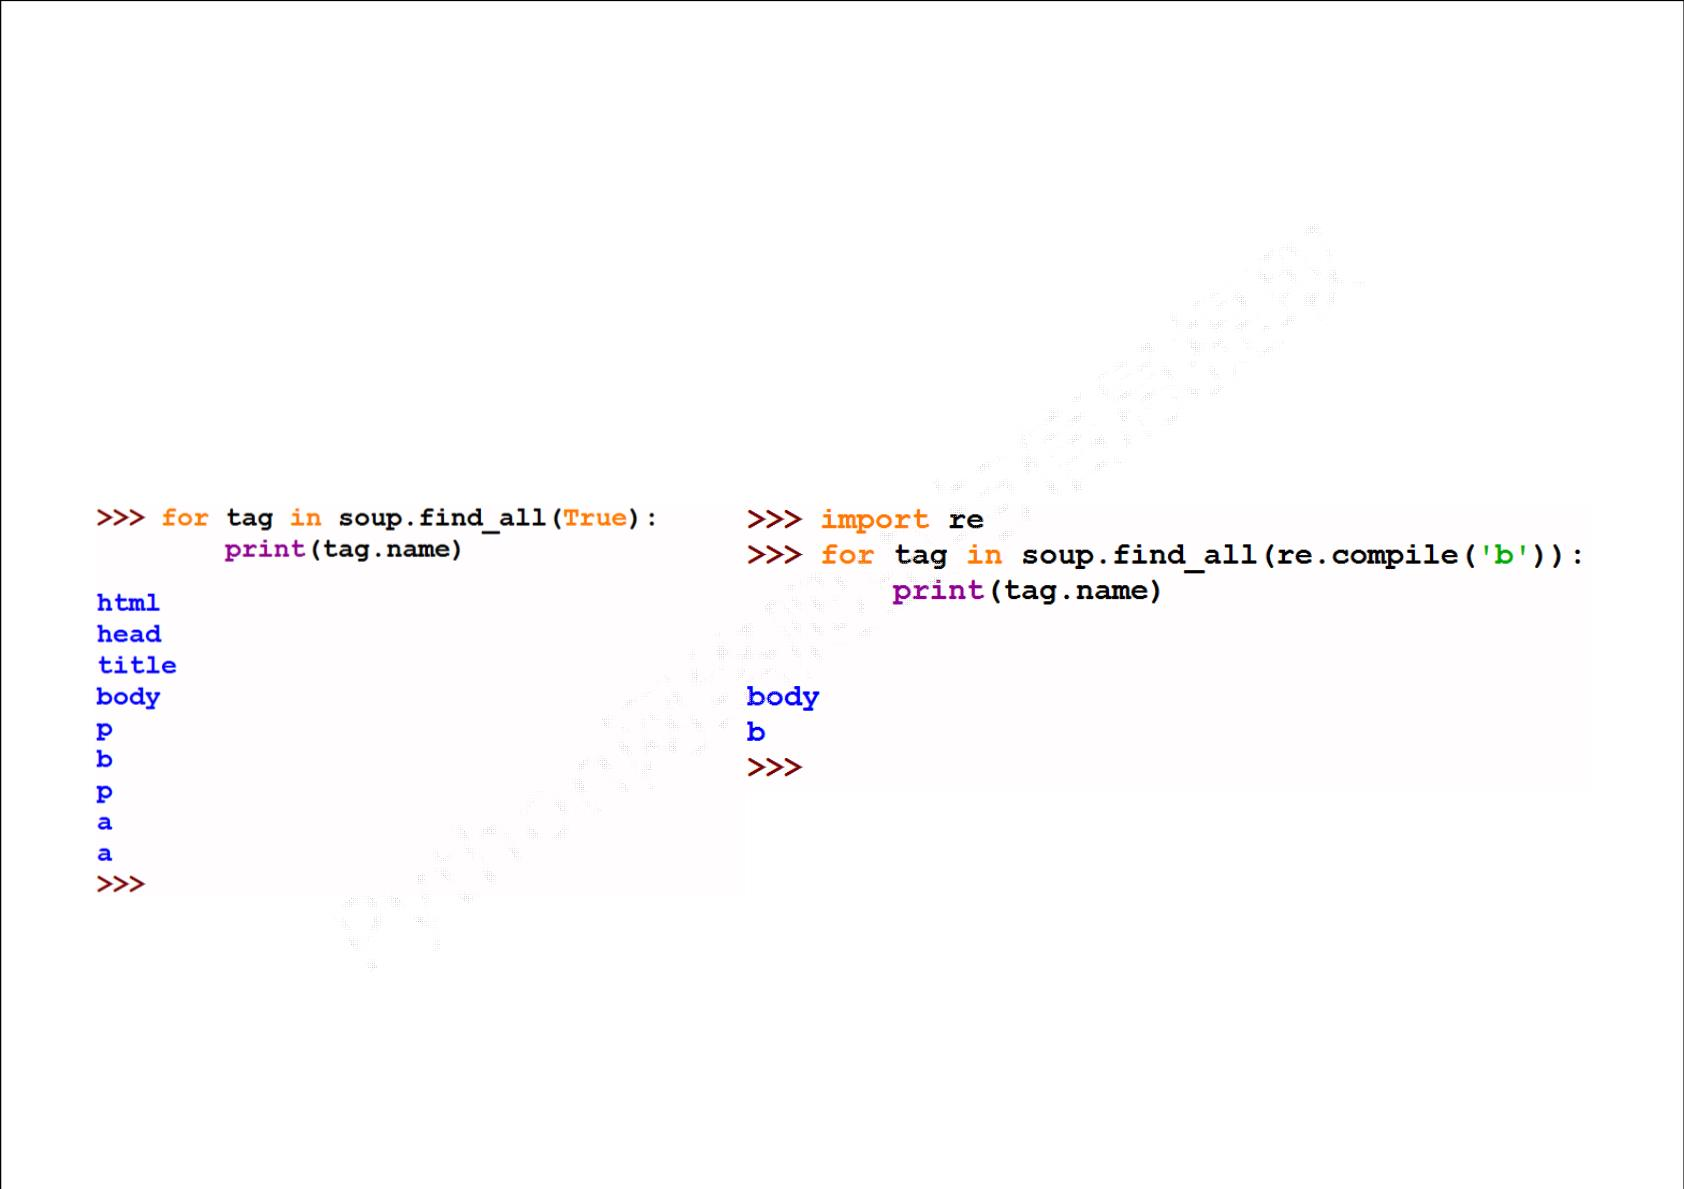 >>> for tag in soup.find_all(True):
        print(tag.name)
html
head
title
body
p
b
p
a
a
>>>
>>> import re
>>> for tag in soup.find_all(re.compile('b')):
        print(tag.name)
body
b
>>>